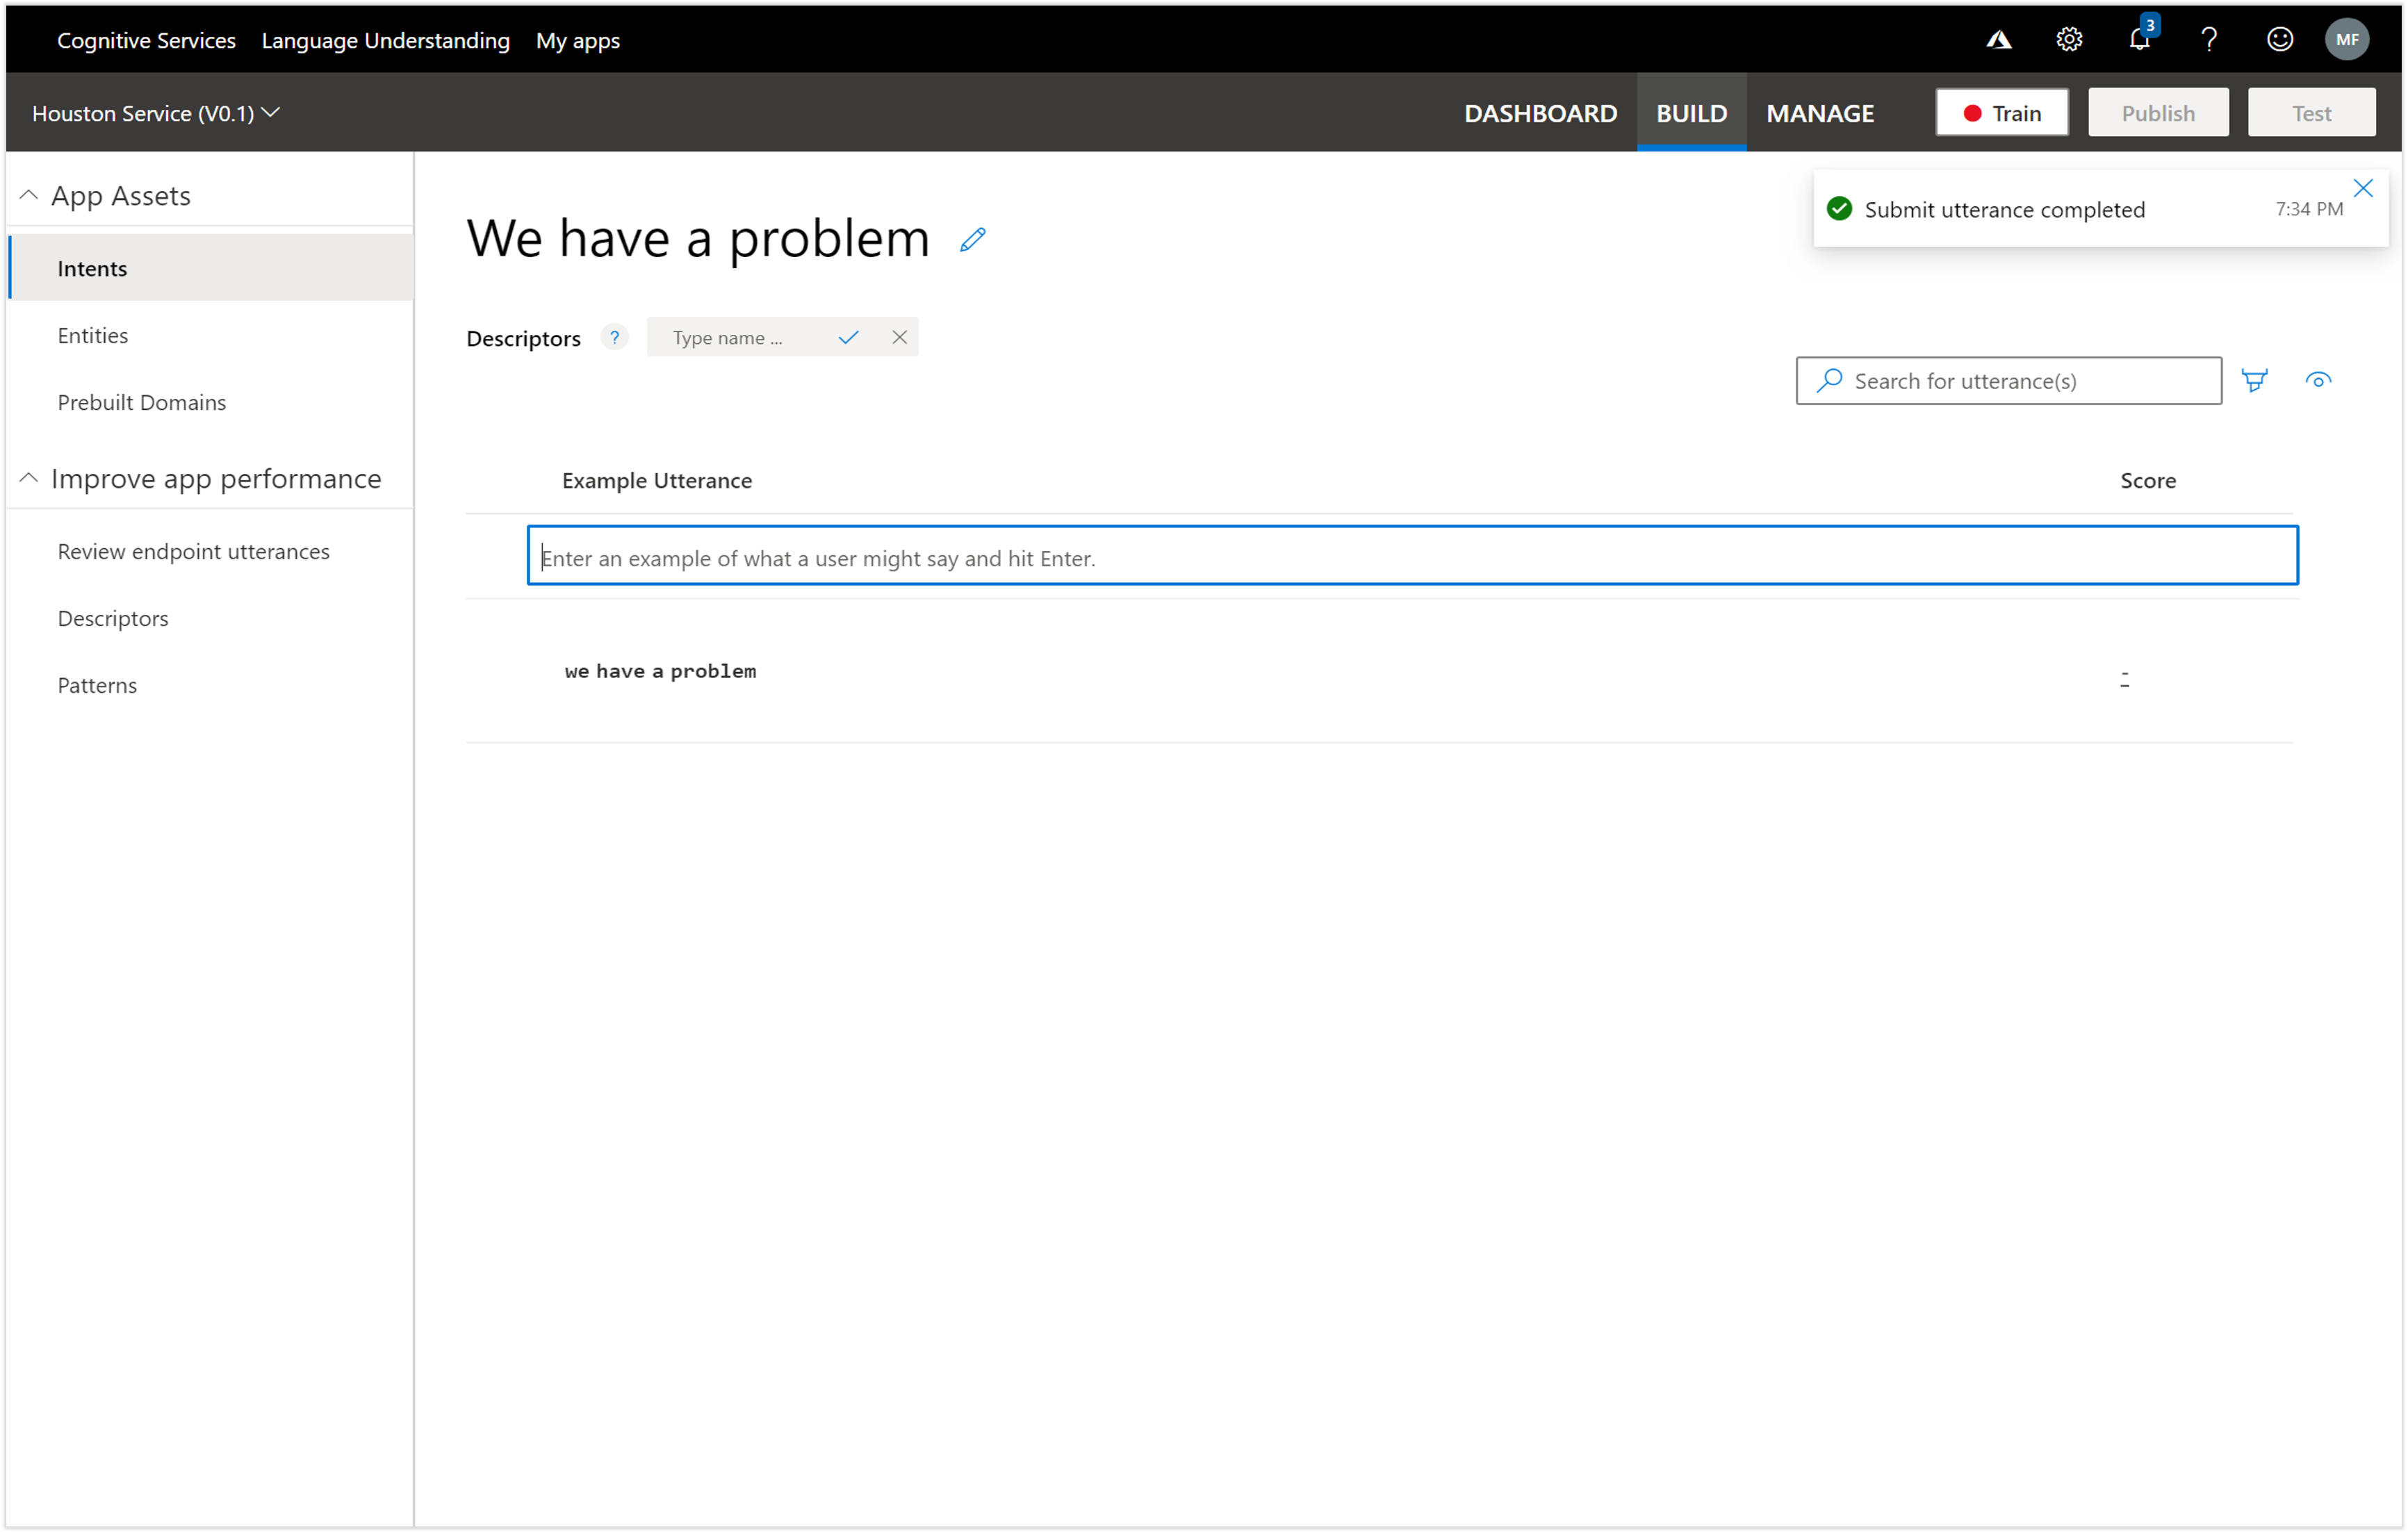 Cognitive Services Language Understanding My apps 3 MF
Houston Service (V0.1) DASHBOARD BUILD MANAGE Train Publish Test
App Assets
Intents
Entities
Prebuilt Domains
Improve app performance
Review endpoint utterances
Descriptors
Patterns
Submit utterance completed 7:34 PM
We have a problem
Descriptors ? Type name ...
Search for utterance(s)
Example Utterance Score
Enter an example of what a user might say and hit Enter.
we have a problem -